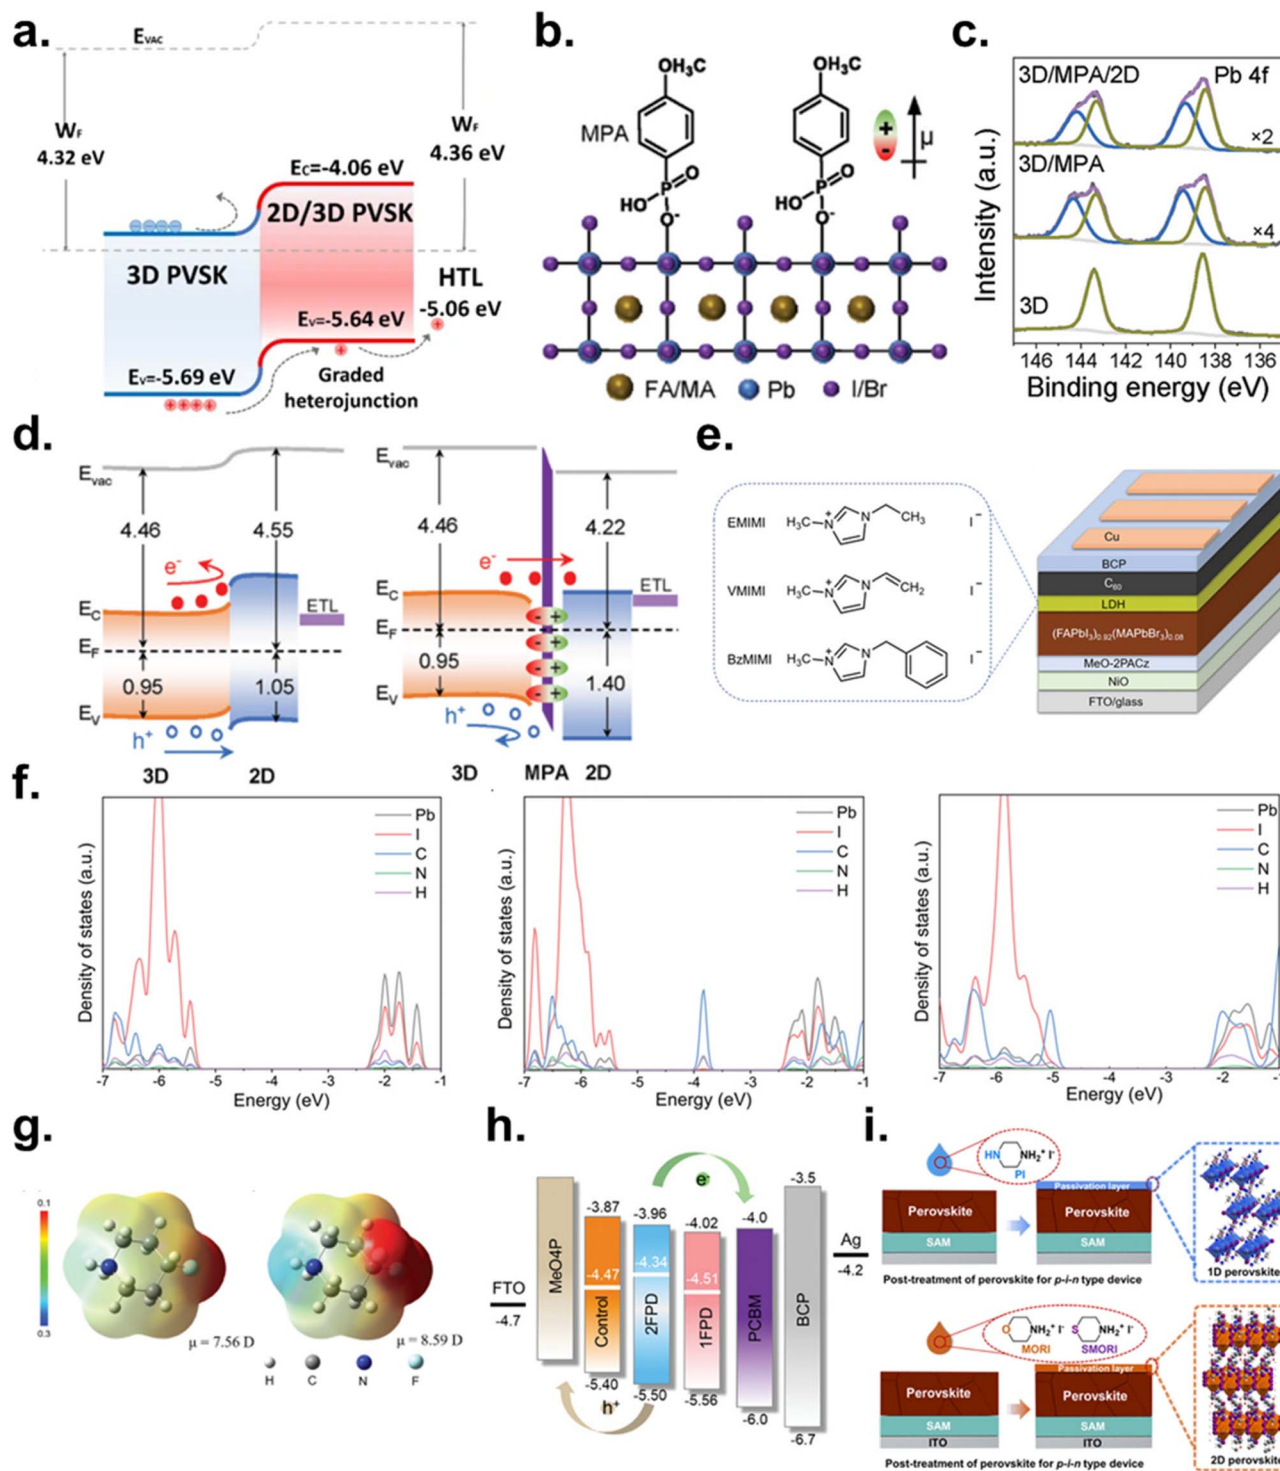 a.
EVAC
WF
4.32 eV
WF
4.36 eV
EC=-4.06 eV
2D/3D PVSK
3D PVSK
HTL
-5.06 eV
EV=-5.64 eV
EV=-5.69 eV
Graded
heterojunction
b.
OH3C
OH3C
MPA
+
-
μ
HO
P
O
O-
HO
P
O
O-
FA/MA
Pb
I/Br
c.
3D/MPA/2D
Pb 4f
×2
3D/MPA
×4
3D
Intensity (a.u.)
146 144 142 140 138 136
Binding energy (eV)
d.
Evac
4.46
4.55
e-
EC
ETL
EF
0.95
1.05
EV
h+
3D
2D
Evac
4.46
4.22
e-
EC
ETL
EF
0.95
1.40
- +
- +
- +
- +
EV
h+
3D
MPA
2D
e.
EMIMI
H3C
N
+
N
CH3
I−
VMIMI
H3C
N
+
N
CH2
I−
BzMIMI
H3C
N
+
N
I−
Cu
BCP
C60
LDH
(FAPbI3)0.92(MAPbBr3)0.08
MeO-2PACz
NiO
FTO/glass
f.
Density of states (a.u.)
Pb
I
C
N
H
-7 -6 -5 -4 -3 -2 -1
Energy (eV)
Density of states (a.u.)
Pb
I
C
N
H
-7 -6 -5 -4 -3 -2 -1
Energy (eV)
Density of states (a.u.)
Pb
I
C
N
H
-7 -6 -5 -4 -3 -2 -1
Energy (eV)
g.
0.1
0.3
μ = 7.56 D
μ = 8.59 D
H C N F
h.
e-
-3.5
-3.87
-3.96
-4.02
-4.0
-4.34
-4.47
-4.51
Ag
-4.2
FTO
-4.7
MeO4P
Control
2FPD
1FPD
PCBM
BCP
-5.40
-5.50
-5.56
-6.0
-6.7
h+
i.
HN
NH2+ I-
PI
Passivation layer
Perovskite
Perovskite
SAM
SAM
1D perovskite
Post-treatment of perovskite for p-i-n type device
O
NH2+ I-
S
NH2+ I-
MORI
SMORI
Passivation layer
Perovskite
Perovskite
SAM
SAM
ITO
ITO
2D perovskite
Post-treatment of perovskite for p-i-n type device